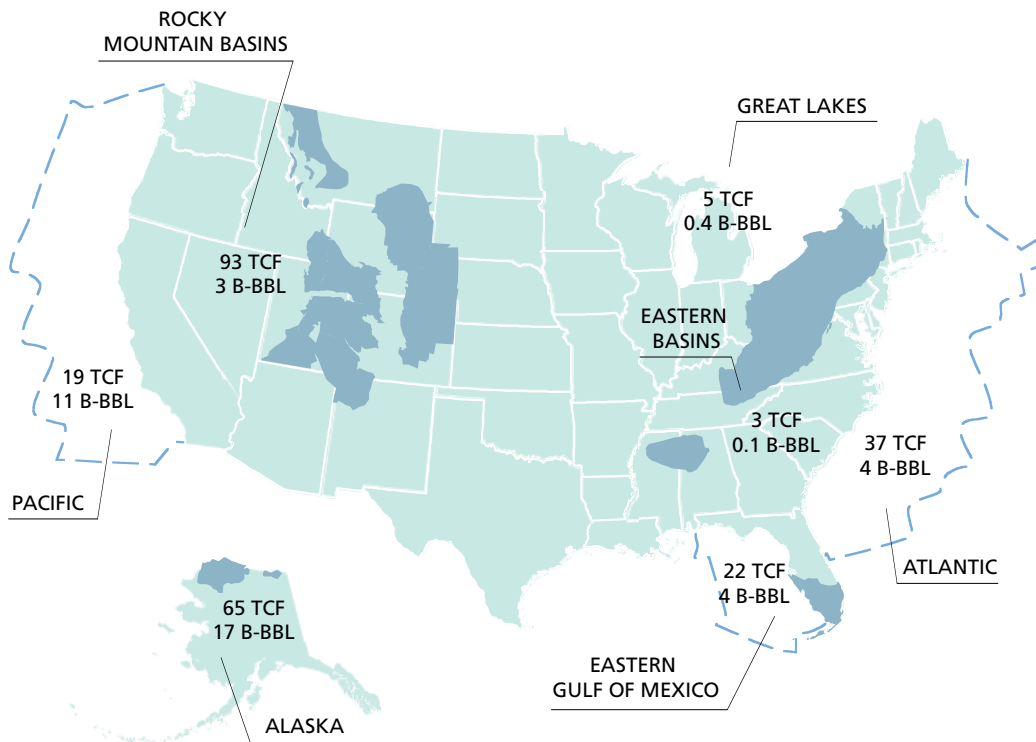 ROCKY
MOUNTAIN BASINS
GREAT LAKES
5 TCF
0.4 B-BBL
93 TCF
3 B-BBL
EASTERN
BASINS
19 TCF
11 B-BBL
3 TCF
0.1 B-BBL
37 TCF
4 B-BBL
PACIFIC
ATLANTIC
22 TCF
4 B-BBL
65 TCF
17 B-BBL
EASTERN
GULF OF MEXICO
ALASKA